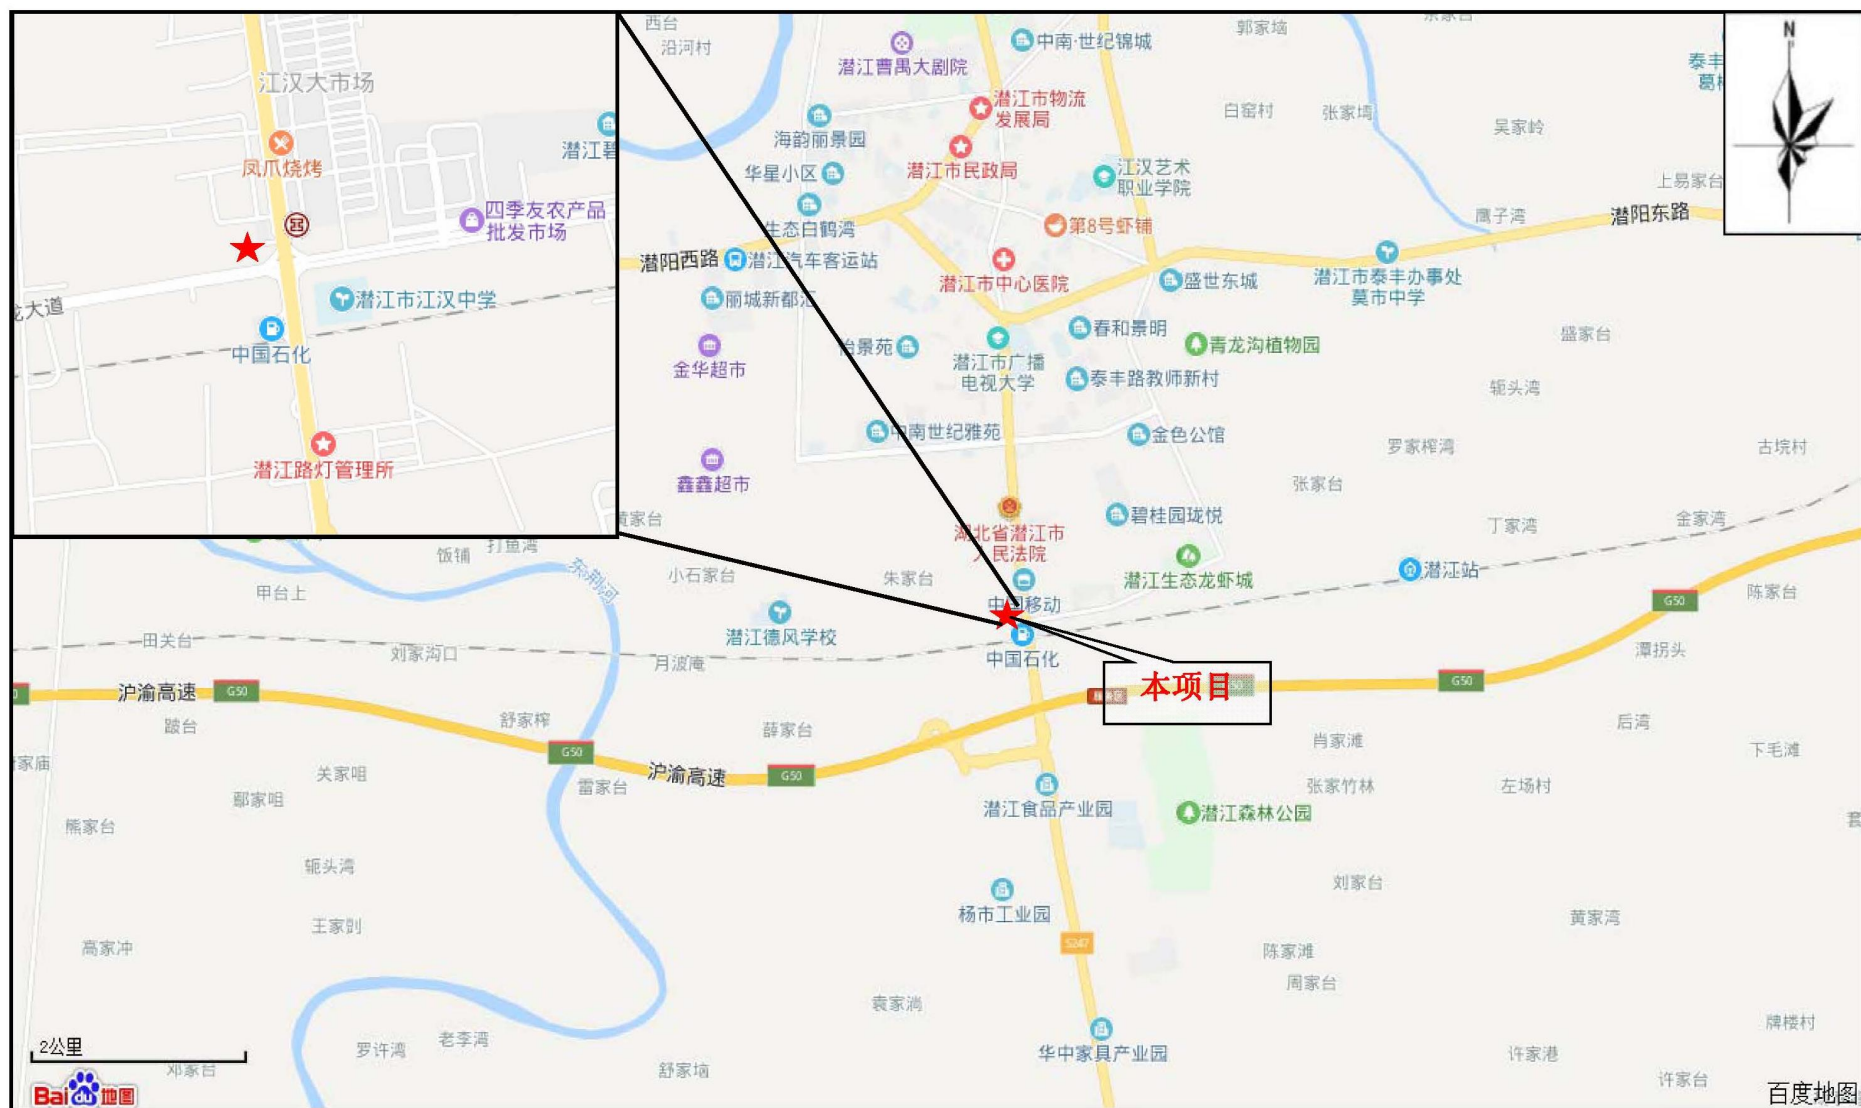 江汉大市场
凤爪烧烤
潜江碧
四季友农产品
批发市场
潜江市江汉中学
龙大道
中国石化
潜江路灯管理所
西台
沿河村
潜江曹禺大剧院
中南·世纪锦城
郭家垴
泰丰
N
潜江市物流
发展局
海韵丽景园
白窑村
张家塆
吴家岭
华星小区
潜江市民政局
江汉艺术
职业学院
上易家台
生态白鹤湾
第8号虾铺
鹰子湾
潜阳东路
潜阳西路
潜江汽车客运站
潜江市中心医院
盛世东城
潜江市泰丰办事处
莫市中学
丽城新都汇
春和景明
盛家台
怡景苑
青龙沟植物园
金华超市
潜江市广播
电视大学
泰丰路教师新村
轭头湾
中南世纪雅苑
金色公馆
罗家榨湾
古垸村
鑫鑫超市
张家台
黄家台
碧桂园珑悦
丁家湾
金家湾
湖北省潜江市
人民法院
饭铺
打鱼湾
东荆河
小石家台
朱家台
潜江生态龙虾城
潜江站
甲台上
中国移动
G50
陈家台
田关台
刘家沟口
潜江德风学校
月波庵
中国石化
潭拐头
沪渝高速
G50
本项目
G50
跛台
舒家榨
薛家台
肖家滩
后湾
下毛滩
G50
关家咀
沪渝高速
G50
雷家台
张家竹林
左场村
鄢家咀
潜江食品产业园
潜江森林公园
熊家台
轭头湾
刘家台
杨市工业园
王家剅
黄家湾
高家冲
S247
陈家滩
周家台
袁家淌
牌楼村
2公里
罗许湾
老李湾
华中家具产业园
许家港
邓家台
舒家垴
许家台
Bai du 地图
百度地图